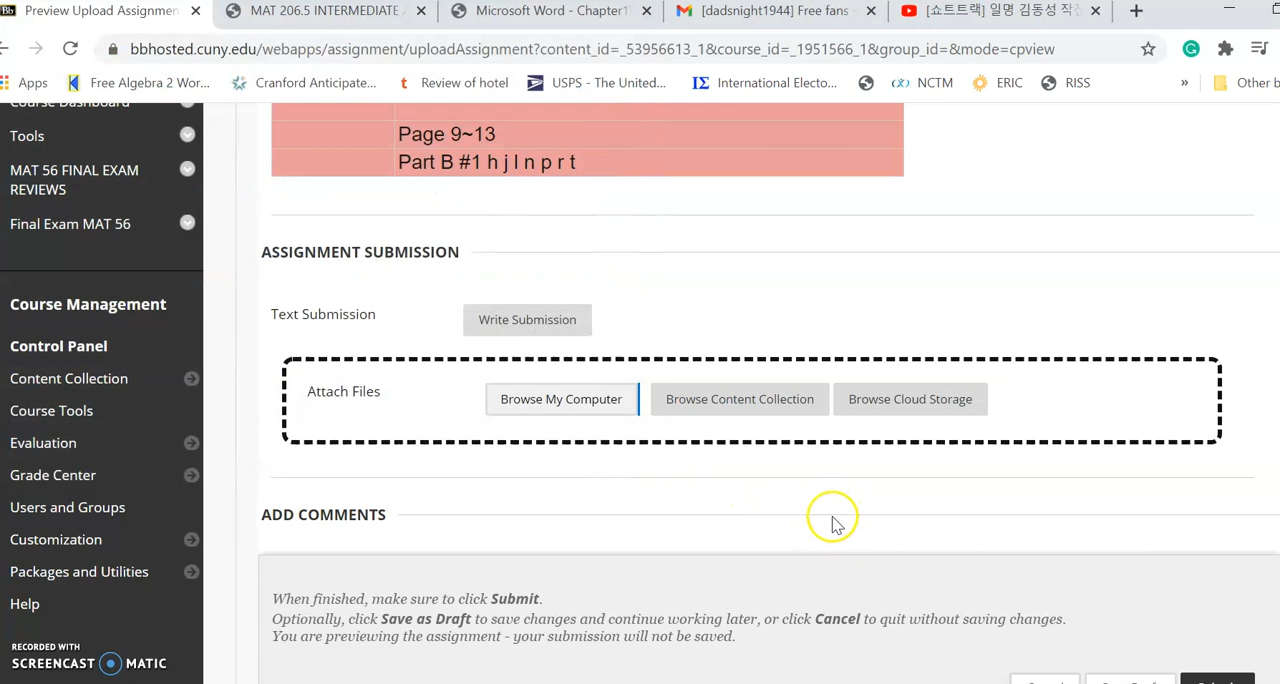 Preview Upload Assignmen
MAT 206.5 INTERMEDIATE
Microsoft Word - Chapter1
[dadsnight1944] Free fans
[쇼트트랙] 일명 김동성 작전
bbhosted.cuny.edu/webapps/assignment/uploadAssignment?content_id=_53956613_1&course_id=_1951566_1&group_id=&mode=cpview
Apps
Free Algebra 2 Wor...
Cranford Anticipate...
Review of hotel
USPS - The United...
International Electo...
NCTM
ERIC
RISS
»
Other b
Course Dashboard
Tools
MAT 56 FINAL EXAM
REVIEWS
Final Exam MAT 56
Course Management
Control Panel
Content Collection
Course Tools
Evaluation
Grade Center
Users and Groups
Customization
Packages and Utilities
Help
RECORDED WITH
SCREENCAST MATIC
Page 9~13
Part B #1 h j l n p r t
ASSIGNMENT SUBMISSION
Text Submission
Write Submission
Attach Files
Browse My Computer
Browse Content Collection
Browse Cloud Storage
ADD COMMENTS
When finished, make sure to click Submit.
Optionally, click Save as Draft to save changes and continue working later, or click Cancel to quit without saving changes.
You are previewing the assignment - your submission will not be saved.